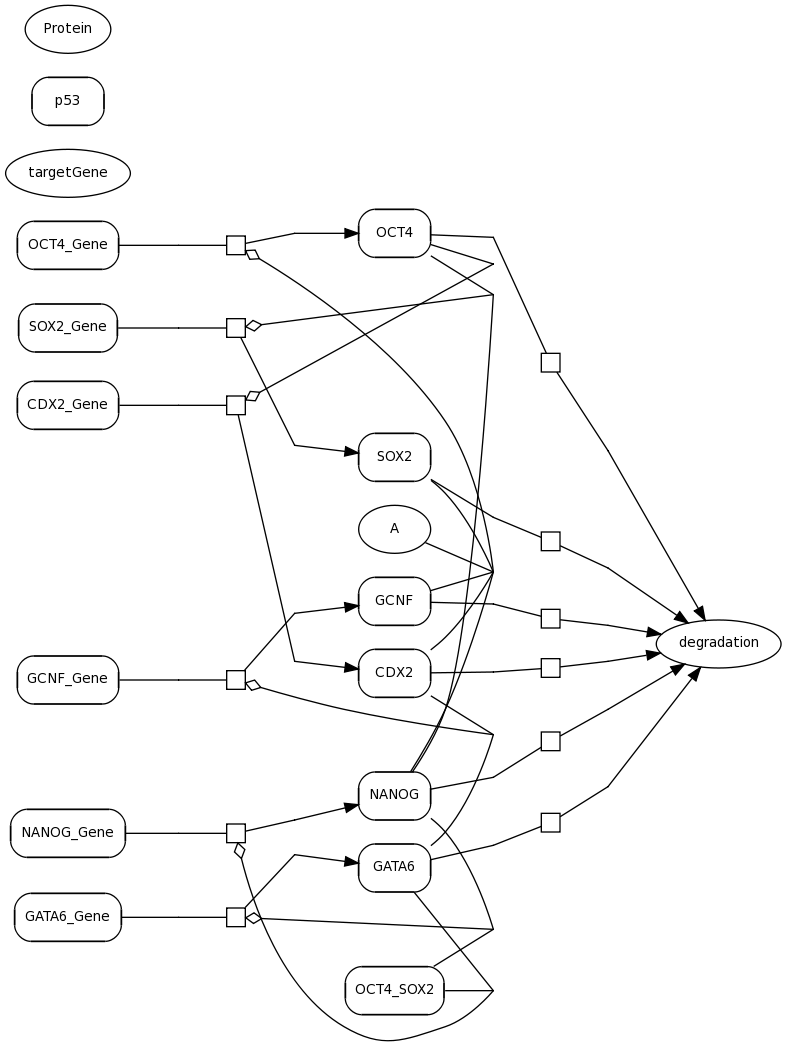 Protein
p53
targetGene
OCT4_Gene
OCT4
SOX2_Gene
CDX2_Gene
SOX2
A
GCNF
degradation
CDX2
GCNF_Gene
NANOG
NANOG_Gene
GATA6
GATA6_Gene
OCT4_SOX2